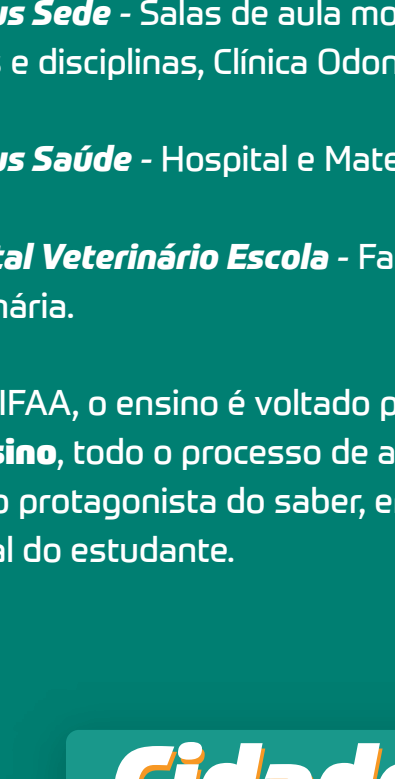 us Sede - Salas de aula mo
s e disciplinas, Clínica Odon
us Saúde - Hospital e Mate
tal Veterinário Escola - Fa
nária.
IFAA, o ensino é voltado p
sino, todo o processo de a
o protagonista do saber, e
al do estudante.
Cidade